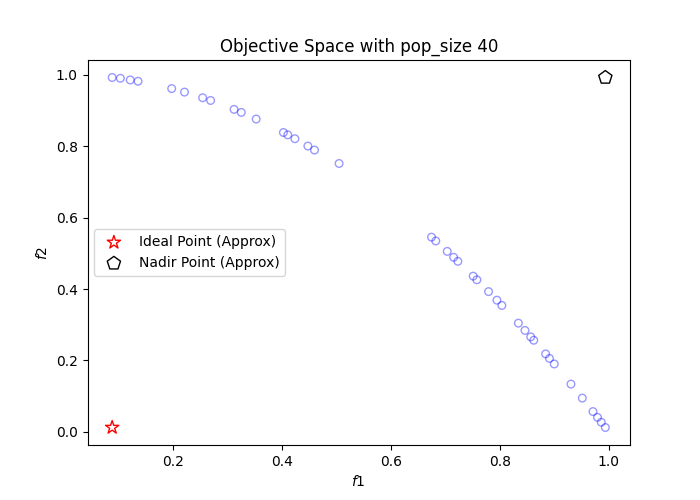 Objective Space with pop_size 40
1.0
0.8
0.6
0.4
0.2
0.0
f2
Ideal Point (Approx)
Nadir Point (Approx)
0.2 0.4 0.6 0.8 1.0
f1